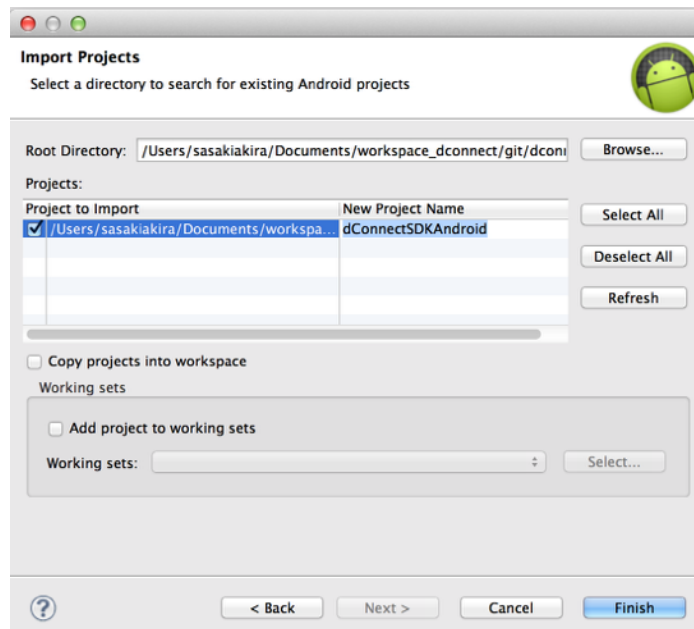 Import Projects
Select a directory to search for existing Android projects
Root Directory: /Users/sasakiakira/Documents/workspace_dconnect/git/dconn Browse...
Projects:
Project to Import New Project Name
/Users/sasakiakira/Documents/workspa... dConnectSDKAndroid
Select All
Deselect All
Refresh
Copy projects into workspace
Working sets
Add project to working sets
Working sets: Select...
? < Back Next > Cancel Finish